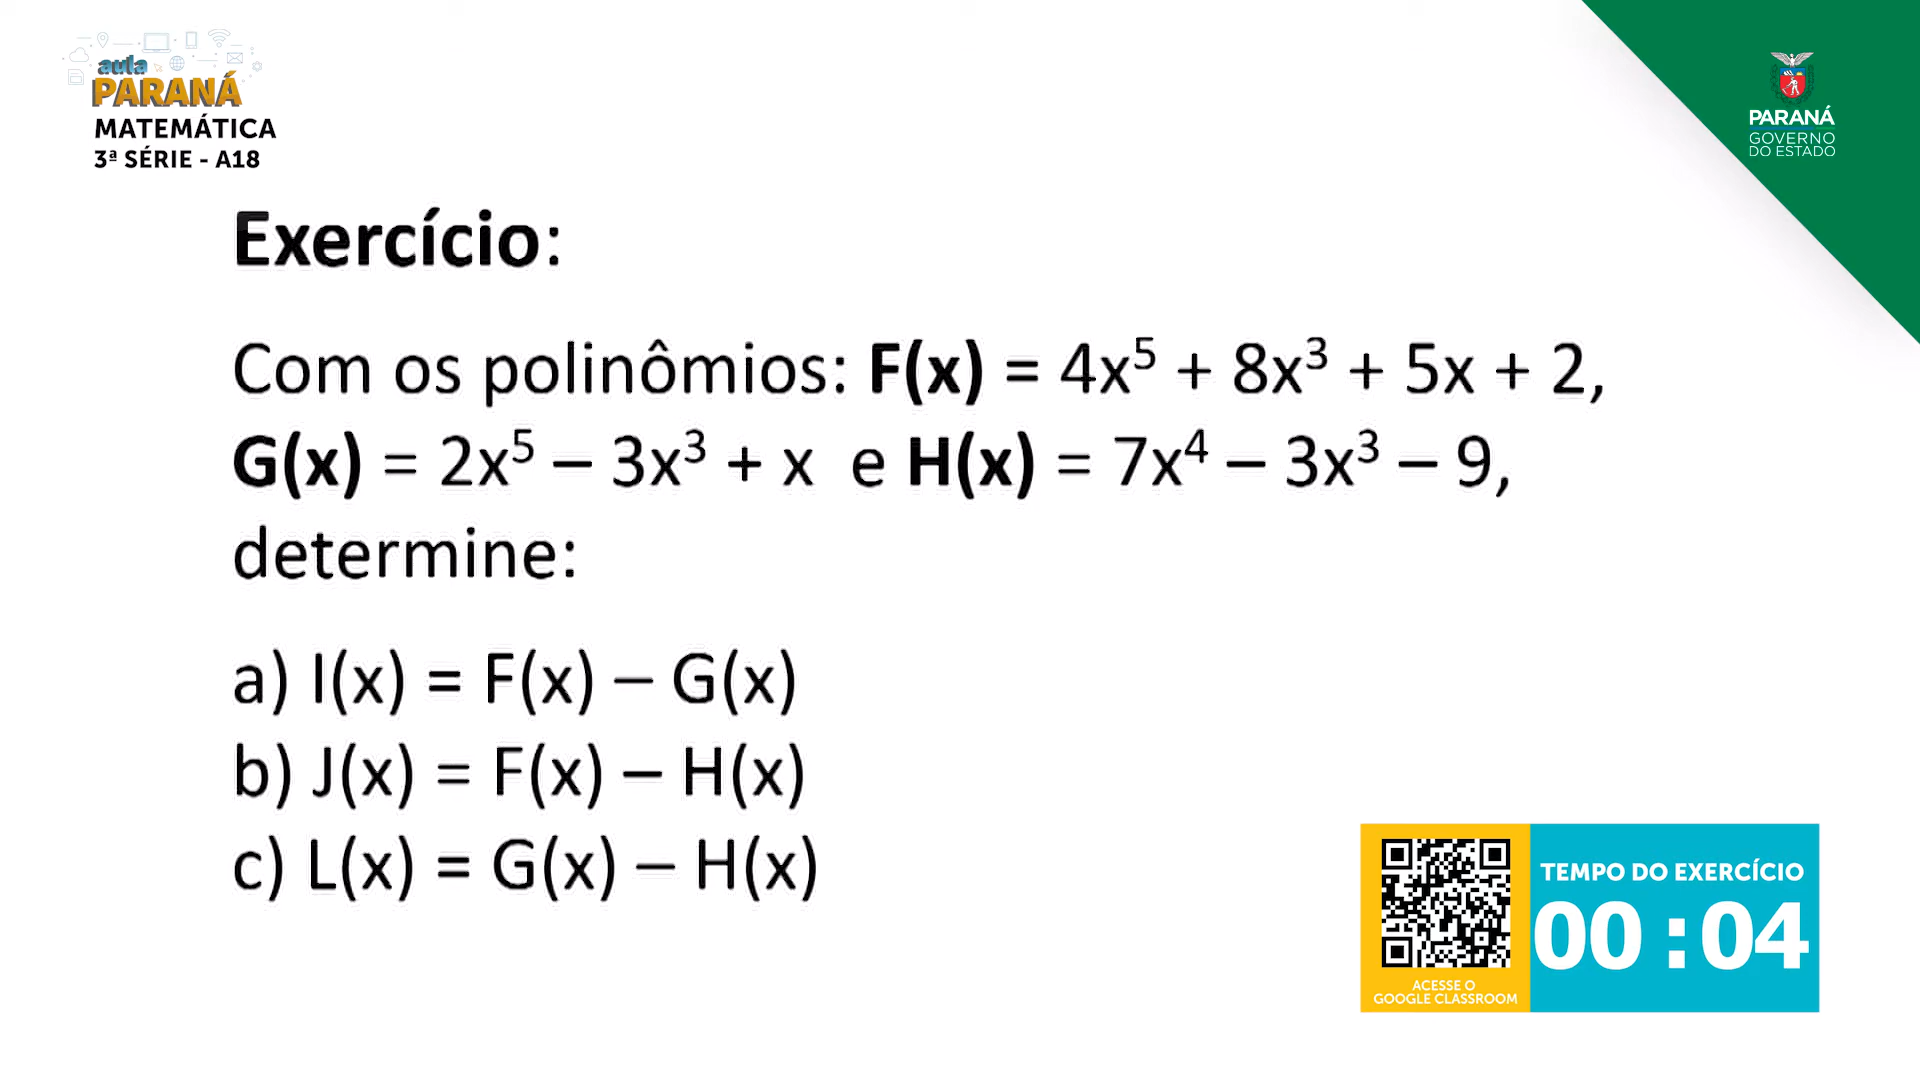 aula
PARANÁ
MATEMÁTICA
3ª SÉRIE - A18
PARANÁ
GOVERNO
DO ESTADO
Exercício:
Com os polinômios: F(x) = 4x⁵ + 8x³ + 5x + 2,
G(x) = 2x⁵ – 3x³ + x e H(x) = 7x⁴ – 3x³ – 9,
determine:
a) I(x) = F(x) – G(x)
b) J(x) = F(x) – H(x)
c) L(x) = G(x) – H(x)
ACESSE O
GOOGLE CLASSROOM
TEMPO DO EXERCÍCIO
00:04